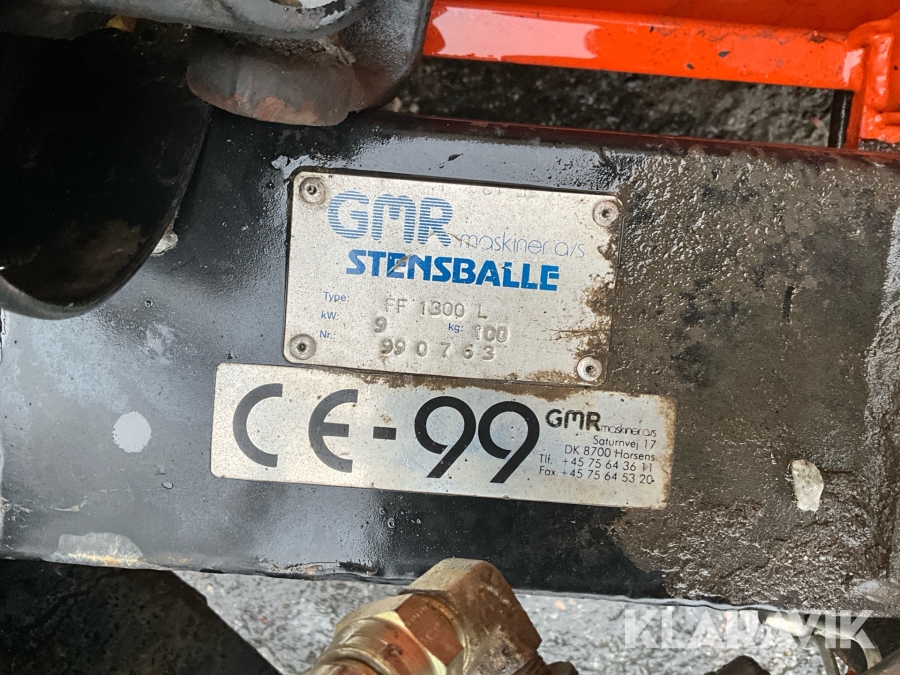 GMR maskiner a/s
STENSBALLE
Type: FF 1300 L
kW: 9 kg: 100
Nr.: 990763
CE-99
GMR maskiner a/s
Saturnvej 17
DK 8700 Horsens
Tlf. +45 75 64 36 11
Fax. +45 75 64 53 20
KLARAVIK